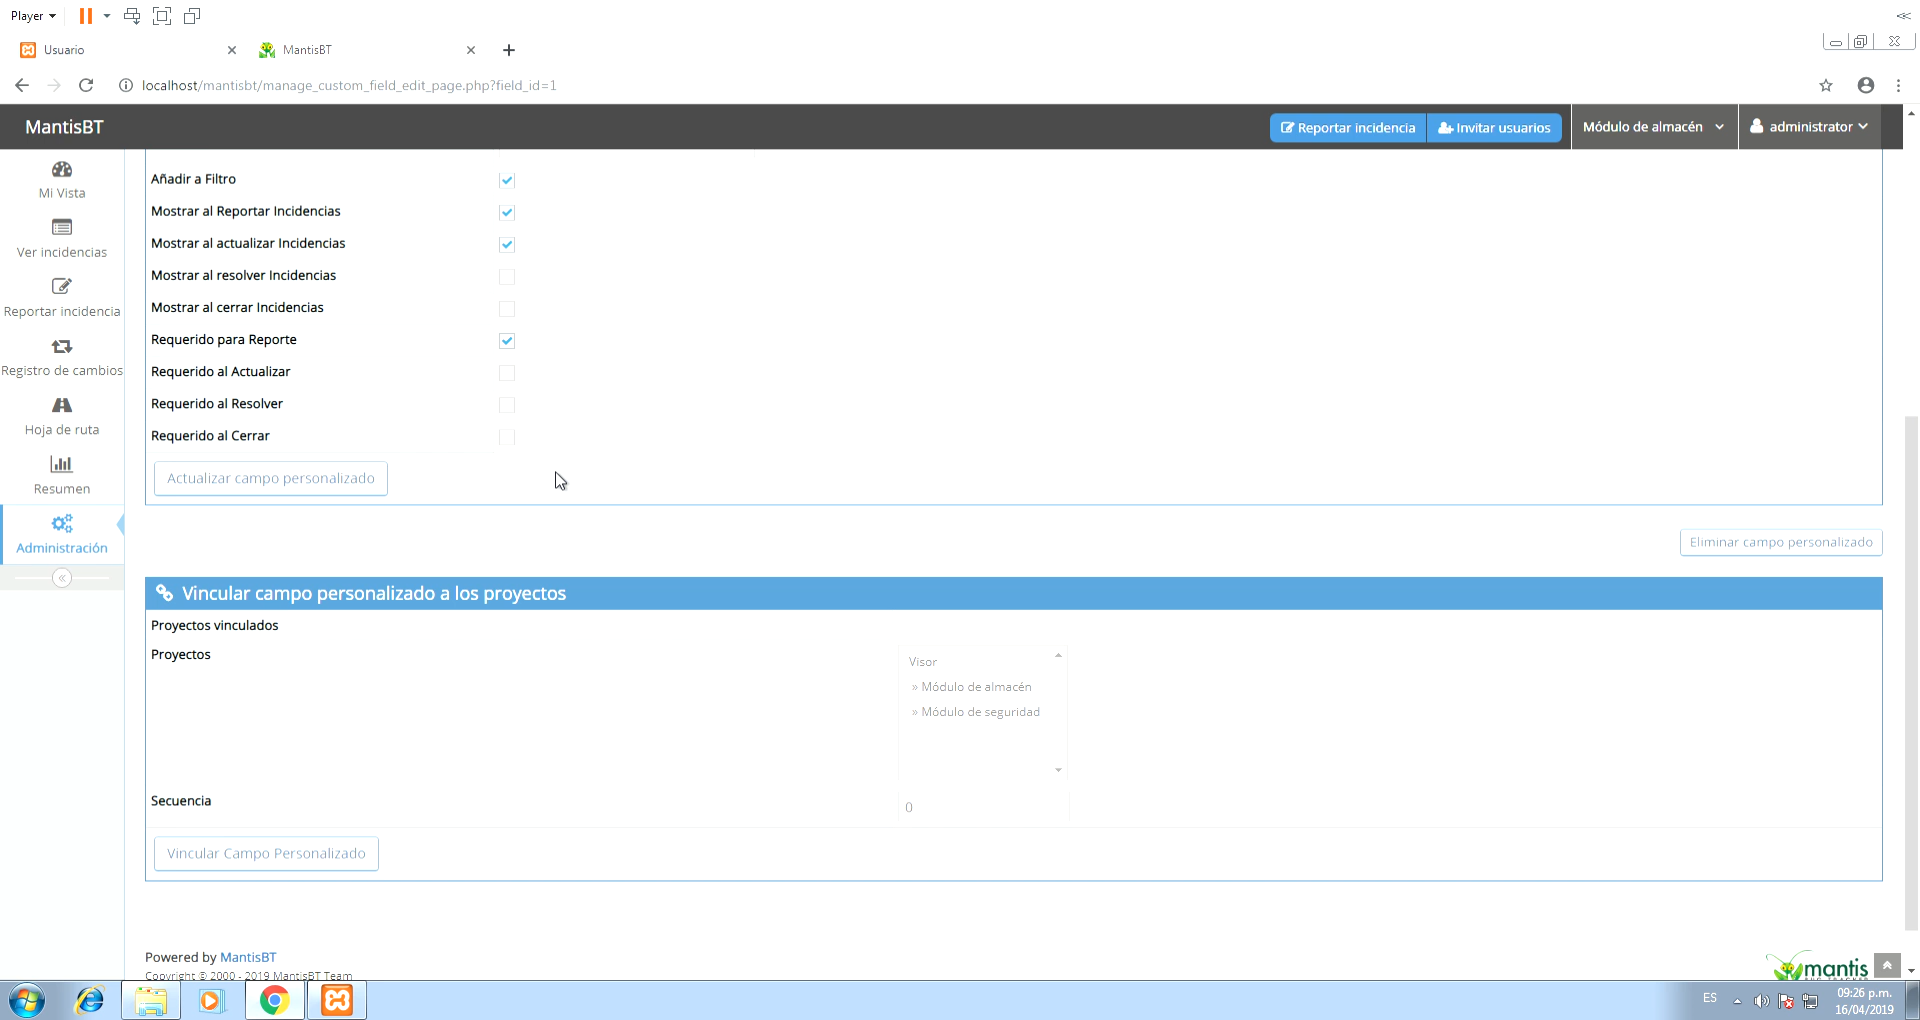 Player
Usuario
MantisBT
localhost/mantisbt/manage_custom_field_edit_page.php?field_id=1
MantisBT
Reportar incidencia
Invitar usuarios
Módulo de almacén
administrator
Mi Vista
Ver incidencias
Reportar incidencia
Registro de cambios
Hoja de ruta
Resumen
Administración
Añadir a Filtro
Mostrar al Reportar Incidencias
Mostrar al actualizar Incidencias
Mostrar al resolver Incidencias
Mostrar al cerrar Incidencias
Requerido para Reporte
Requerido al Actualizar
Requerido al Resolver
Requerido al Cerrar
Actualizar campo personalizado
Eliminar campo personalizado
Vincular campo personalizado a los proyectos
Proyectos vinculados
Proyectos
Visor
» Módulo de almacén
» Módulo de seguridad
Secuencia
0
Vincular Campo Personalizado
Powered by MantisBT
Copyright © 2000 - 2019 MantisBT Team
mantis
ES
09:26 p.m.
16/04/2019